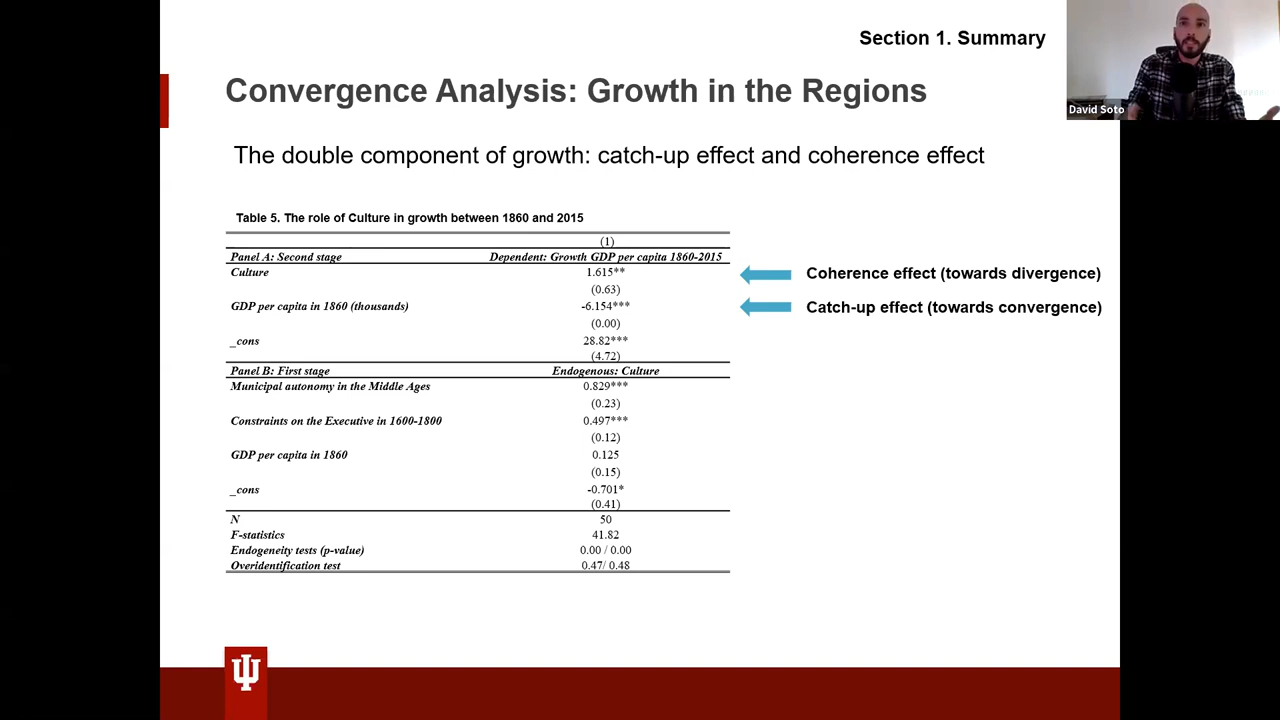 Section 1. Summary
David Soto
Convergence Analysis: Growth in the Regions
The double component of growth: catch-up effect and coherence effect
Table 5. The role of Culture in growth between 1860 and 2015
(1)
Panel A: Second stage Dependent: Growth GDP per capita 1860-2015
Culture 1.615**
(0.63)
GDP per capita in 1860 (thousands) -6.154***
(0.00)
_cons 28.82***
(4.72)
Coherence effect (towards divergence)
Catch-up effect (towards convergence)
Panel B: First stage Endogenous: Culture
Municipal autonomy in the Middle Ages 0.829***
(0.23)
Constraints on the Executive in 1600-1800 0.497***
(0.12)
GDP per capita in 1860 0.125
(0.15)
_cons -0.701*
(0.41)
N 50
F-statistics 41.82
Endogeneity tests (p-value) 0.00 / 0.00
Overidentification test 0.47/ 0.48